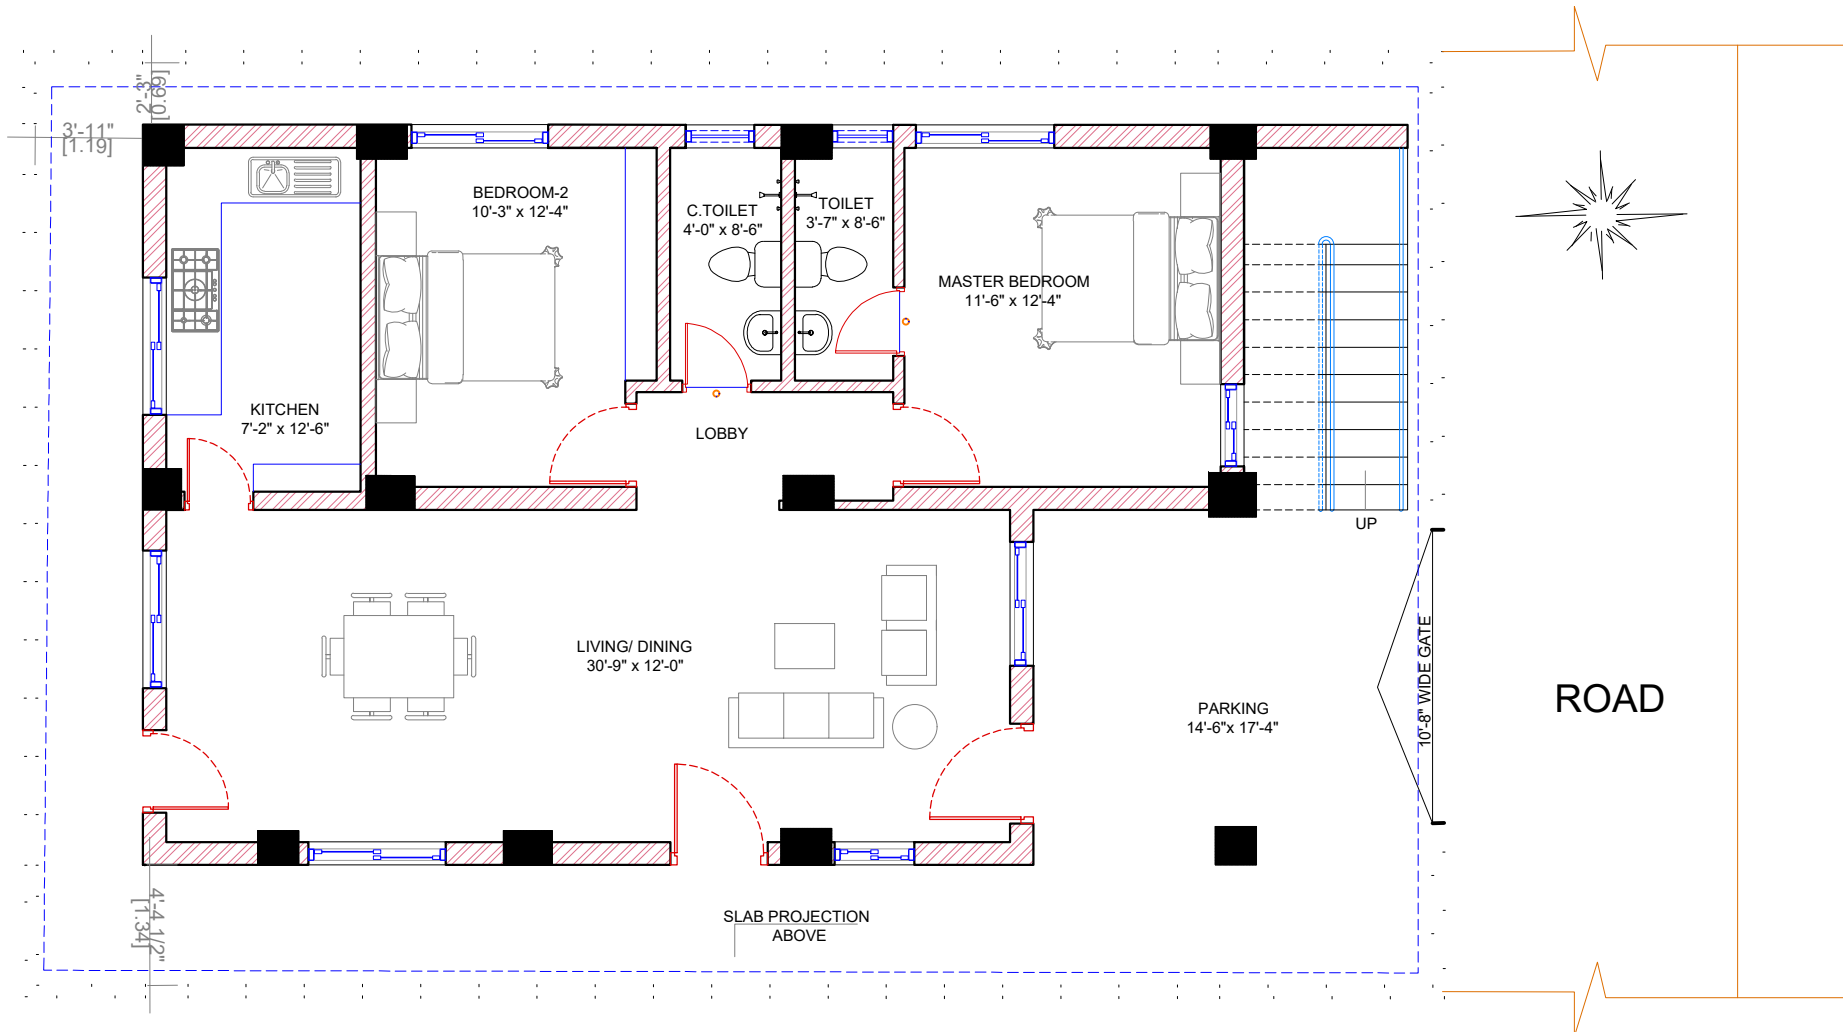 2'-3"
[0.69]
3'-11"
[1.19]
BEDROOM-2
10'-3" x 12'-4"
C.TOILET
4'-0" x 8'-6"
TOILET
3'-7" x 8'-6"
MASTER BEDROOM
11'-6" x 12'-4"
KITCHEN
7'-2" x 12'-6"
LOBBY
UP
LIVING/ DINING
30'-9" x 12'-0"
PARKING
14'-6"x 17'-4"
10'-8" WIDE GATE
ROAD
4'-4 1/2"
[1.34]
SLAB PROJECTION
ABOVE